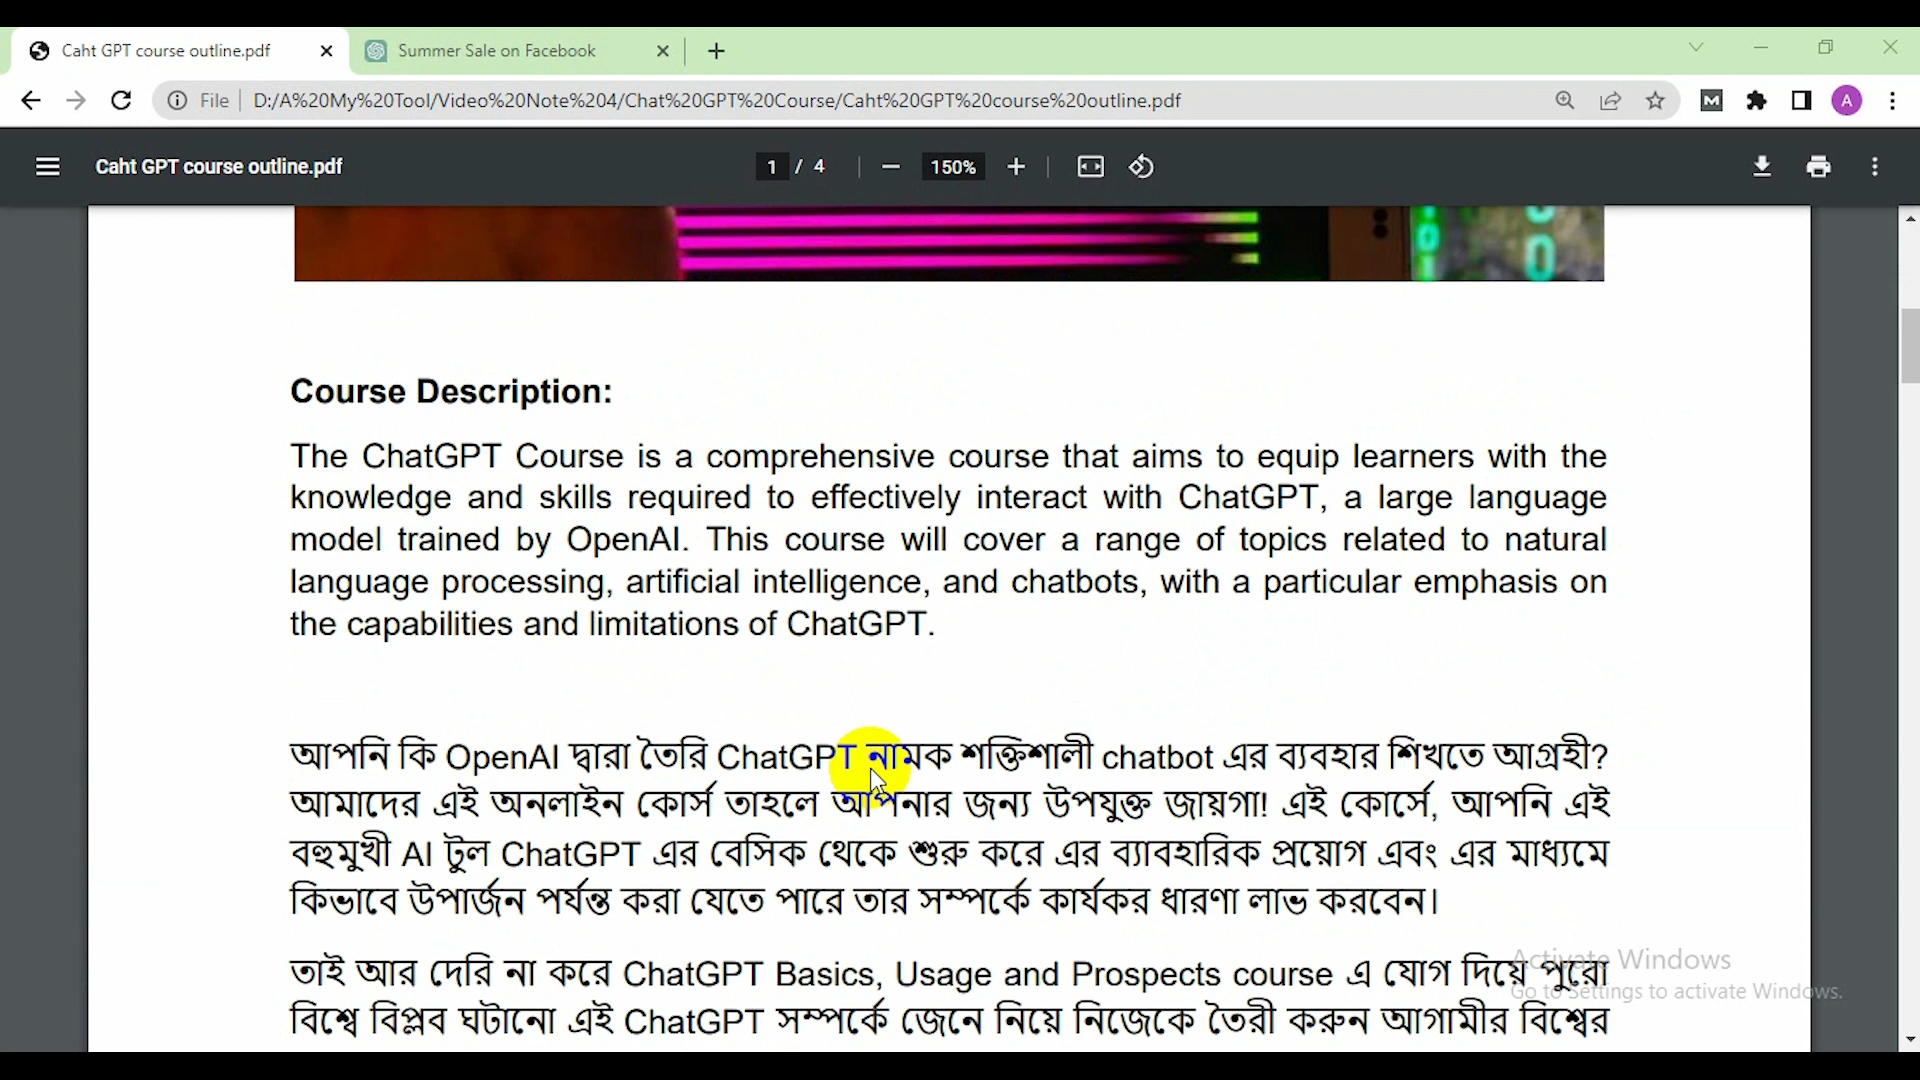 Caht GPT course outline.pdf
Summer Sale on Facebook
File
D:/A%20My%20Tool/Video%20Note%204/Chat%20GPT%20Course/Caht%20GPT%20course%20outline.pdf
M
A
Caht GPT course outline.pdf
1 / 4
150%
Course Description:
The ChatGPT Course is a comprehensive course that aims to equip learners with the
knowledge and skills required to effectively interact with ChatGPT, a large language
model trained by OpenAI. This course will cover a range of topics related to natural
language processing, artificial intelligence, and chatbots, with a particular emphasis on
the capabilities and limitations of ChatGPT.
আপনি কি OpenAI দ্বারা তৈরি ChatGPT নামক শক্তিশালী chatbot এর ব্যবহার শিখতে আগ্রহী?
আমাদের এই অনলাইন কোর্স তাহলে আপনার জন্য উপযুক্ত জায়গা! এই কোর্সে, আপনি এই
বহুমুখী AI টুল ChatGPT এর বেসিক থেকে শুরু করে এর ব্যাবহারিক প্রয়োগ এবং এর মাধ্যমে
কিভাবে উপার্জন পর্যন্ত করা যেতে পারে তার সম্পর্কে কার্যকর ধারণা লাভ করবেন।
তাই আর দেরি না করে ChatGPT Basics, Usage and Prospects course এ যোগ দিয়ে পুরো
বিশ্বে বিপ্লব ঘটানো এই ChatGPT সম্পর্কে জেনে নিয়ে নিজেকে তৈরী করুন আগামীর বিশ্বের
Activate Windows
Go to Settings to activate Windows.